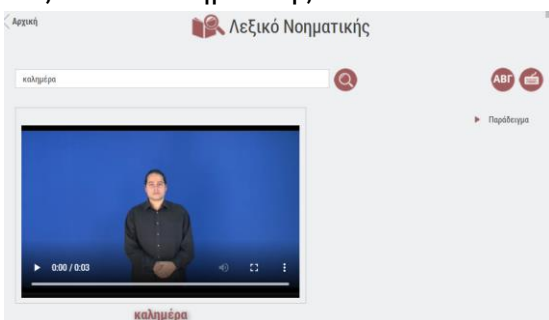 Αρχική
Λεξικό Νοηματικής
καλημέρα
ΑΒΓ
Παράδειγμα
0:00 / 0:03
καλημέρα